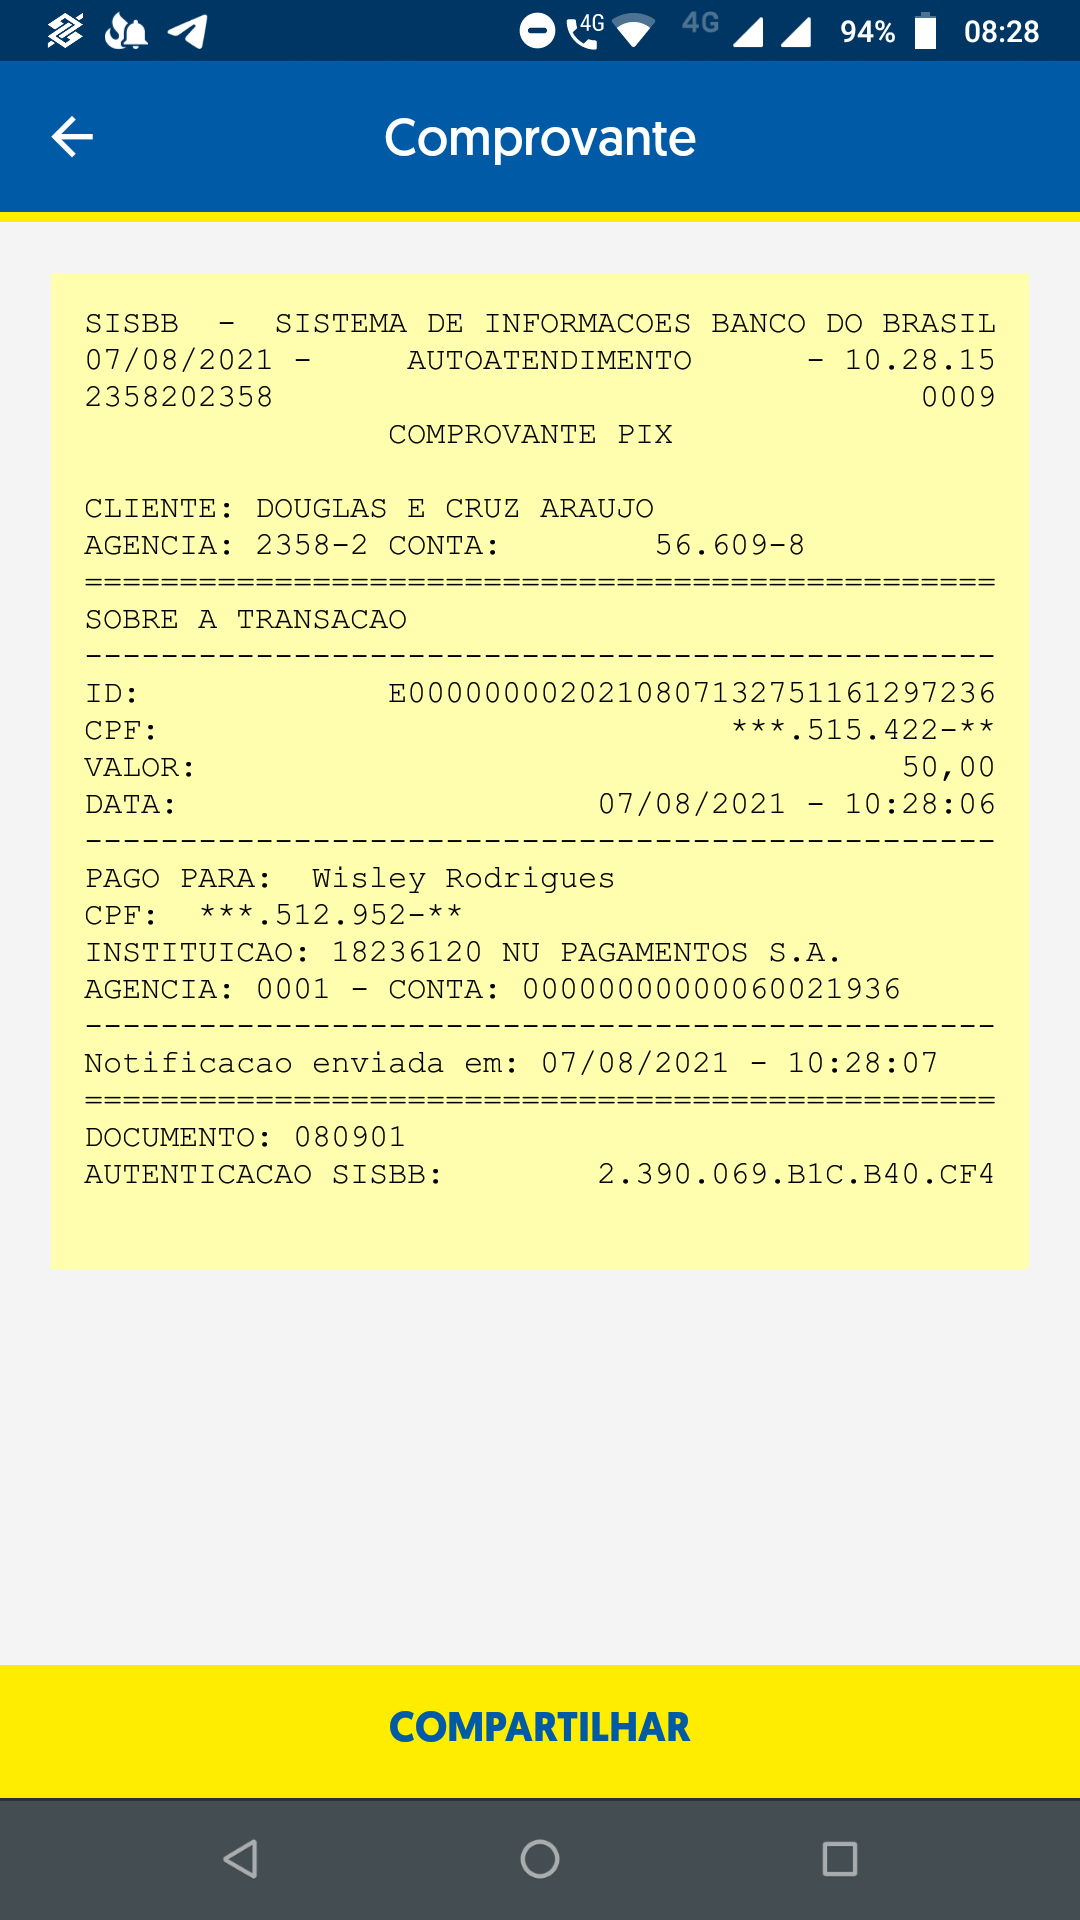 4G 4G 94% 08:28
Comprovante
SISBB - SISTEMA DE INFORMACOES BANCO DO BRASIL
07/08/2021 - AUTOATENDIMENTO - 10.28.15
2358202358 0009
COMPROVANTE PIX
CLIENTE: DOUGLAS E CRUZ ARAUJO
AGENCIA: 2358-2 CONTA: 56.609-8
================================================
SOBRE A TRANSACAO
------------------------------------------------
ID: E0000000020210807132751161297236
CPF: ***.515.422-**
VALOR: 50,00
DATA: 07/08/2021 - 10:28:06
------------------------------------------------
PAGO PARA: Wisley Rodrigues
CPF: ***.512.952-**
INSTITUICAO: 18236120 NU PAGAMENTOS S.A.
AGENCIA: 0001 - CONTA: 00000000000060021936
------------------------------------------------
Notificacao enviada em: 07/08/2021 - 10:28:07
================================================
DOCUMENTO: 080901
AUTENTICACAO SISBB: 2.390.069.B1C.B40.CF4
COMPARTILHAR